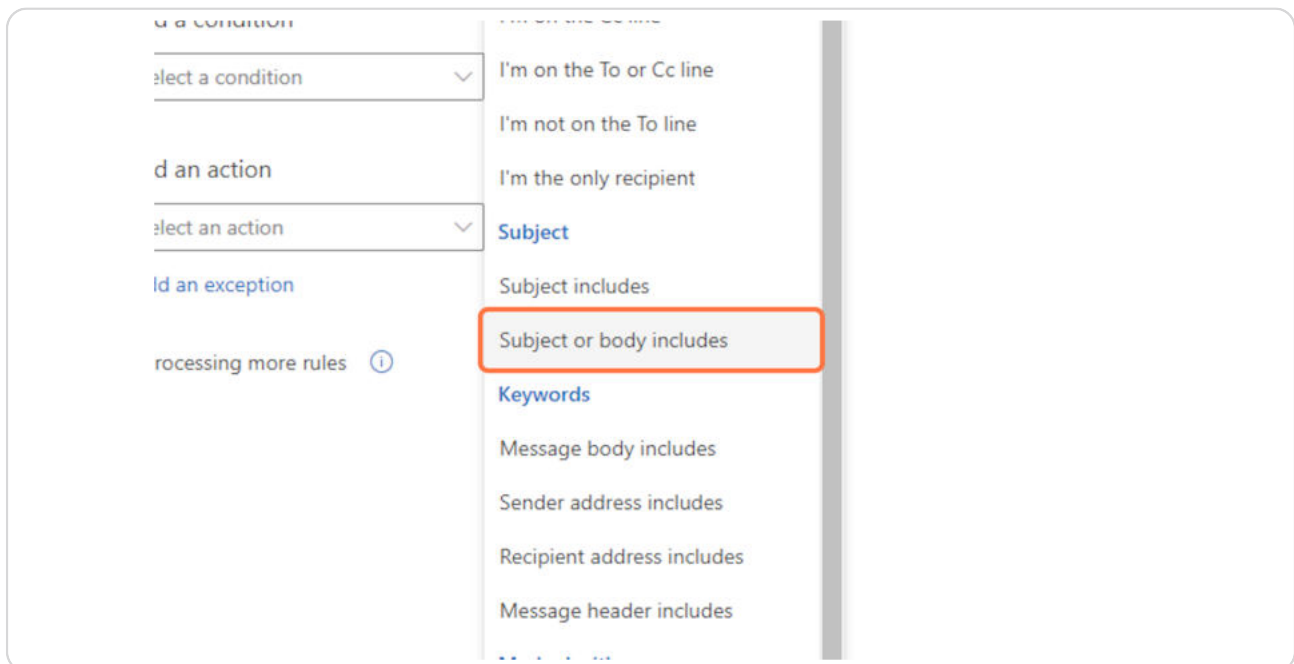 elect a condition
d an action
elect an action
ld an exception
rocessing more rules
I'm on the To or Cc line
I'm not on the To line
I'm the only recipient
Subject
Subject includes
Subject or body includes
Keywords
Message body includes
Sender address includes
Recipient address includes
Message header includes